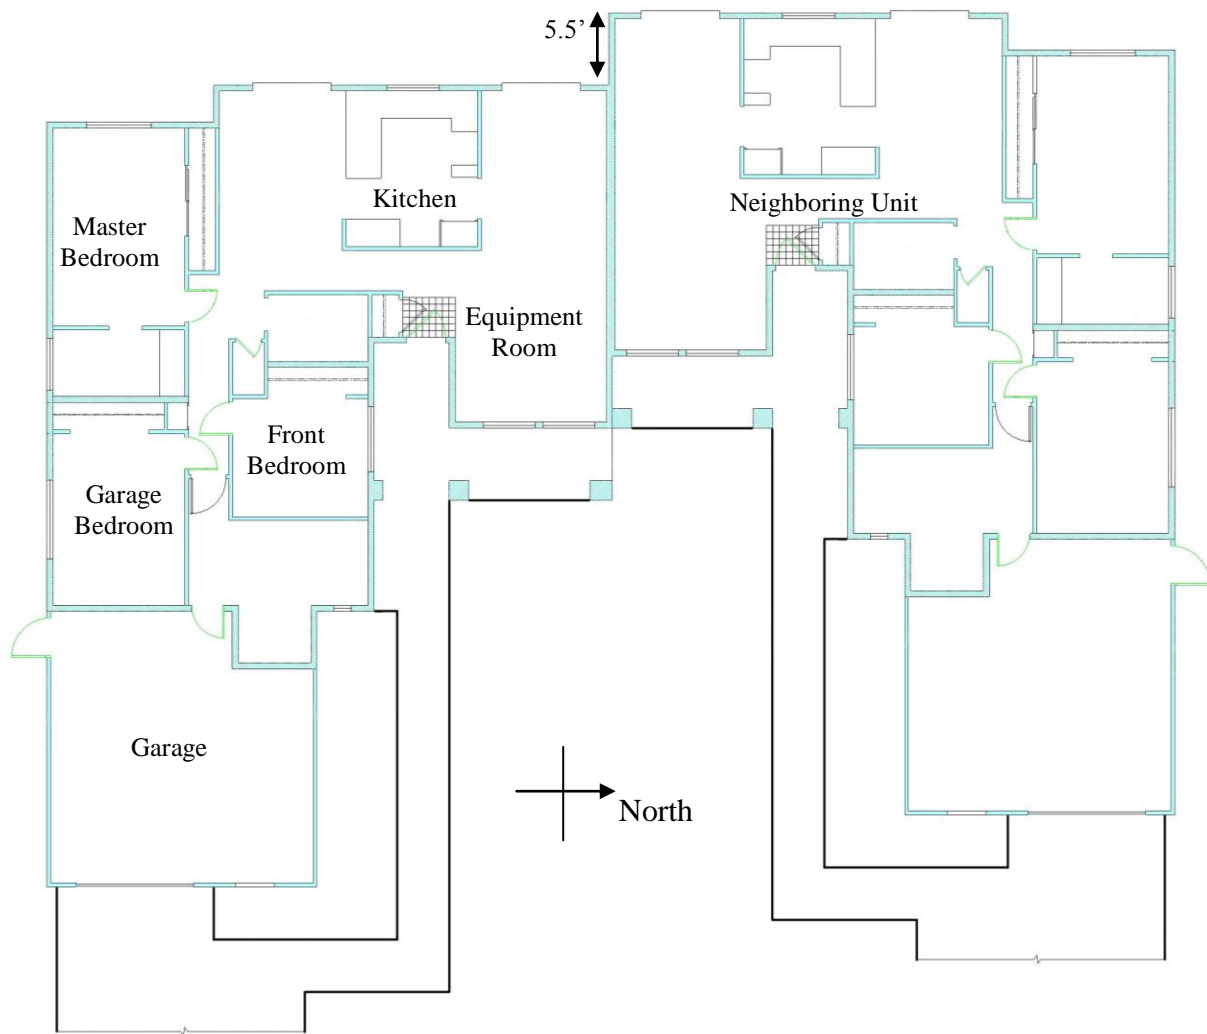 5.5’
Kitchen
Neighboring Unit
Master
Bedroom
Equipment
Room
Front
Bedroom
Garage
Bedroom
Garage
North